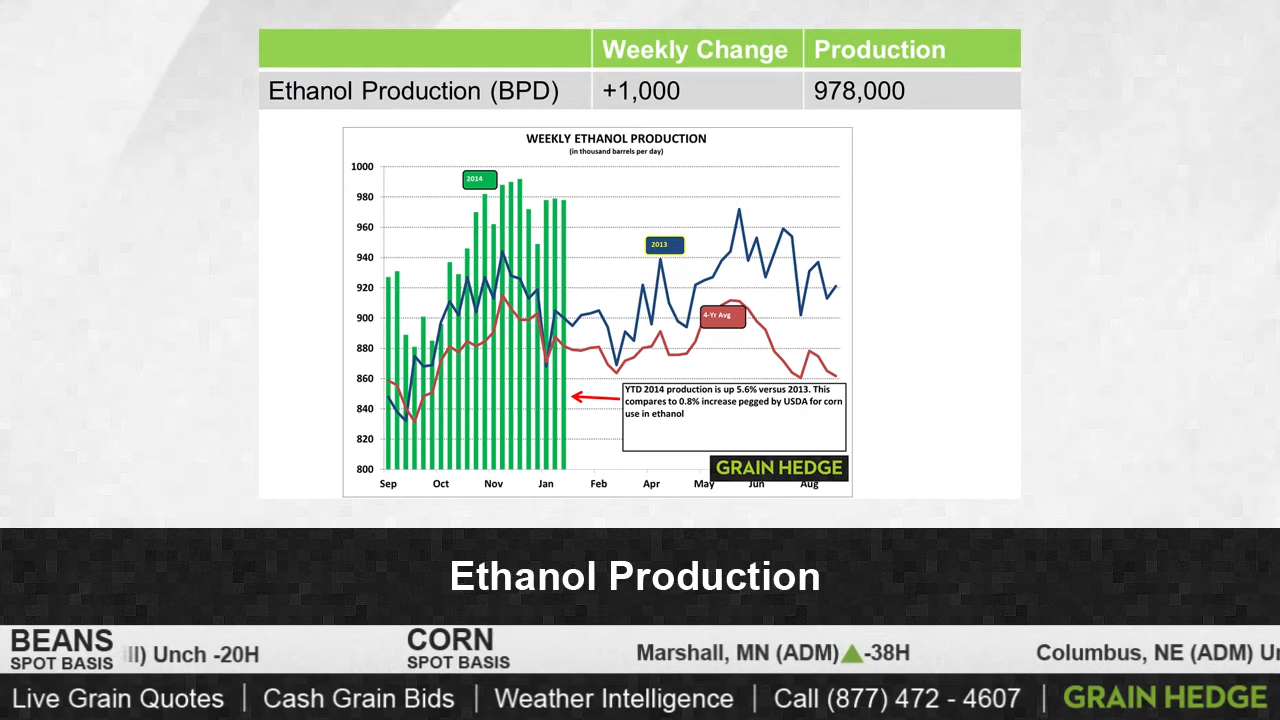 Weekly Change Production
Ethanol Production (BPD) +1,000 978,000
WEEKLY ETHANOL PRODUCTION
(in thousand barrels per day)
1000
980
960
940
920
900
880
860
840
820
800
2014
2013
4-Yr Avg
YTD 2014 production is up 5.6% versus 2013. This
compares to 0.8% increase pegged by USDA for corn
use in ethanol
GRAIN HEDGE
Sep Oct Nov Jan Feb Apr May Jun Aug
Ethanol Production
BEANS
SPOT BASIS
ll) Unch -20H
CORN
SPOT BASIS
Marshall, MN (ADM) -38H
Columbus, NE (ADM)
Live Grain Quotes | Cash Grain Bids | Weather Intelligence | Call (877) 472 - 4607 | GRAIN HEDGE